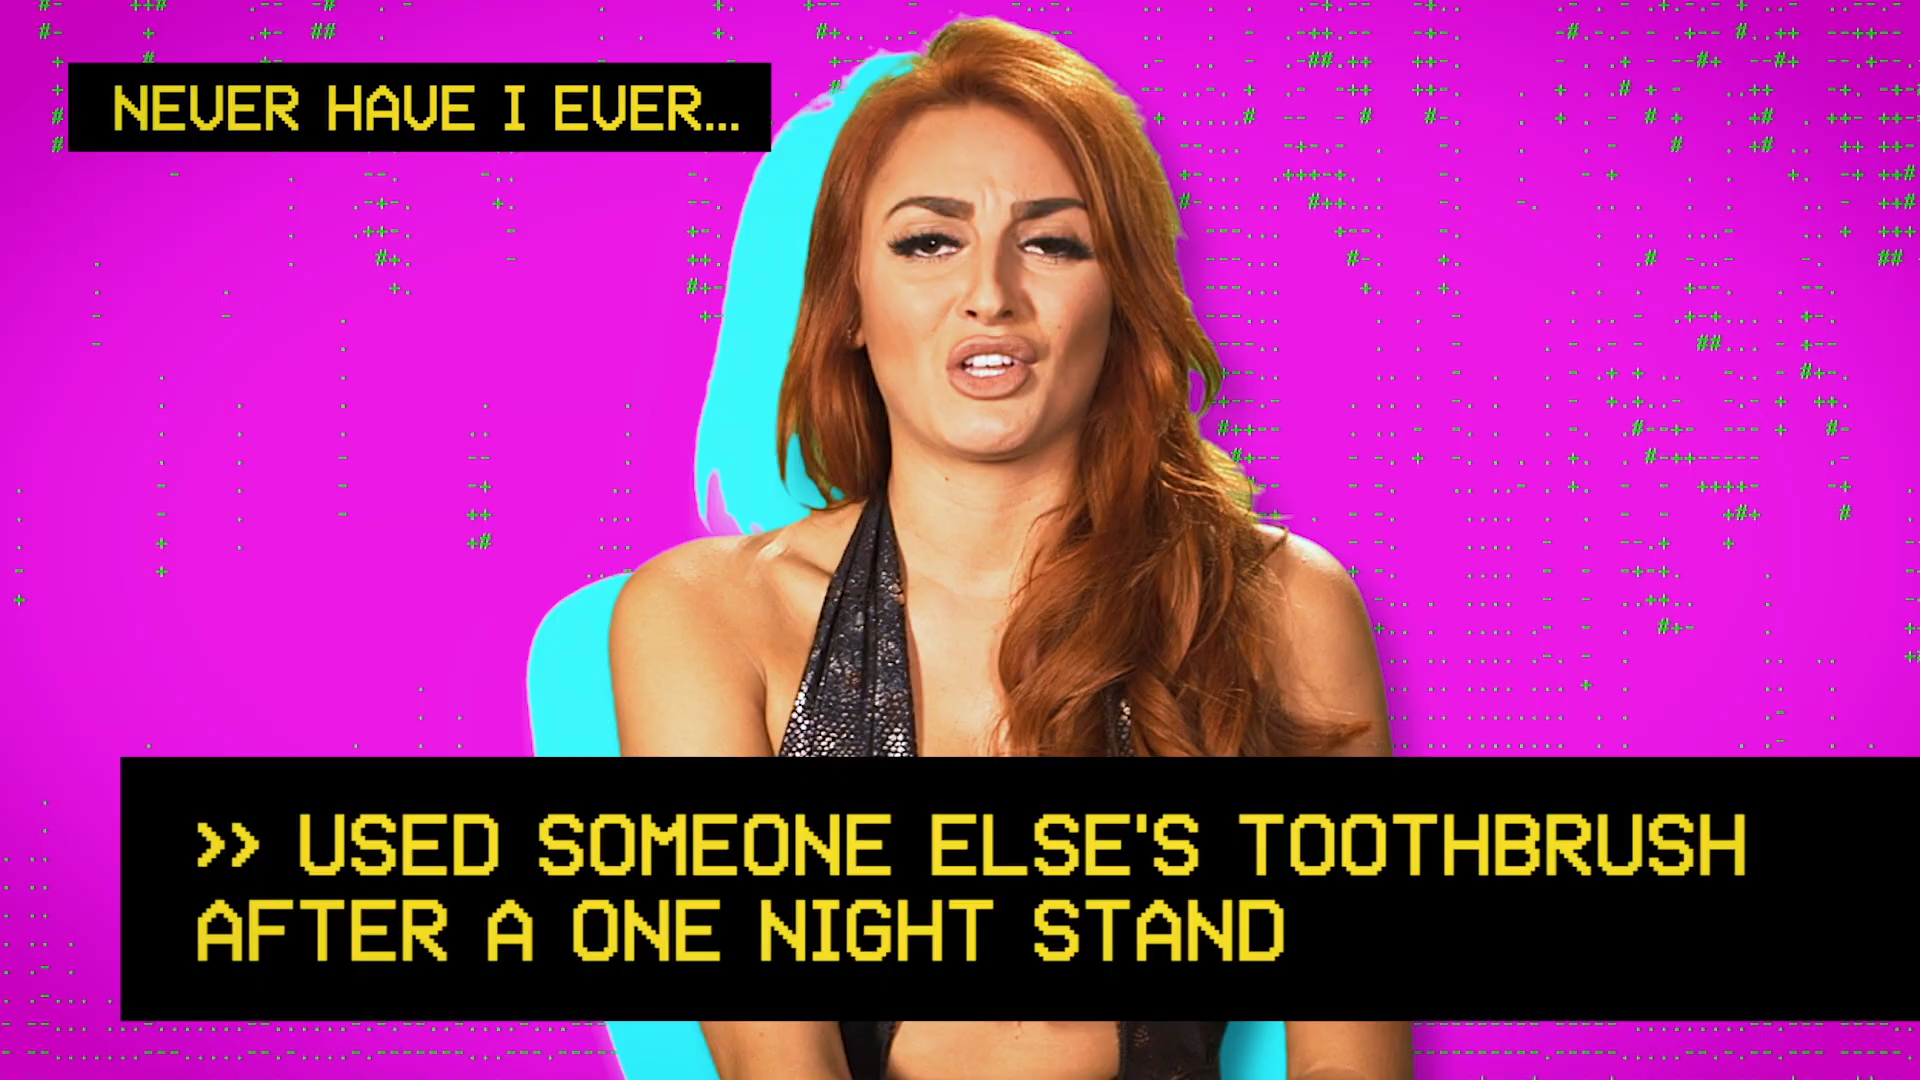 NEVER HAVE I EVER...
>> USED SOMEONE ELSE'S TOOTHBRUSH
AFTER A ONE NIGHT STAND